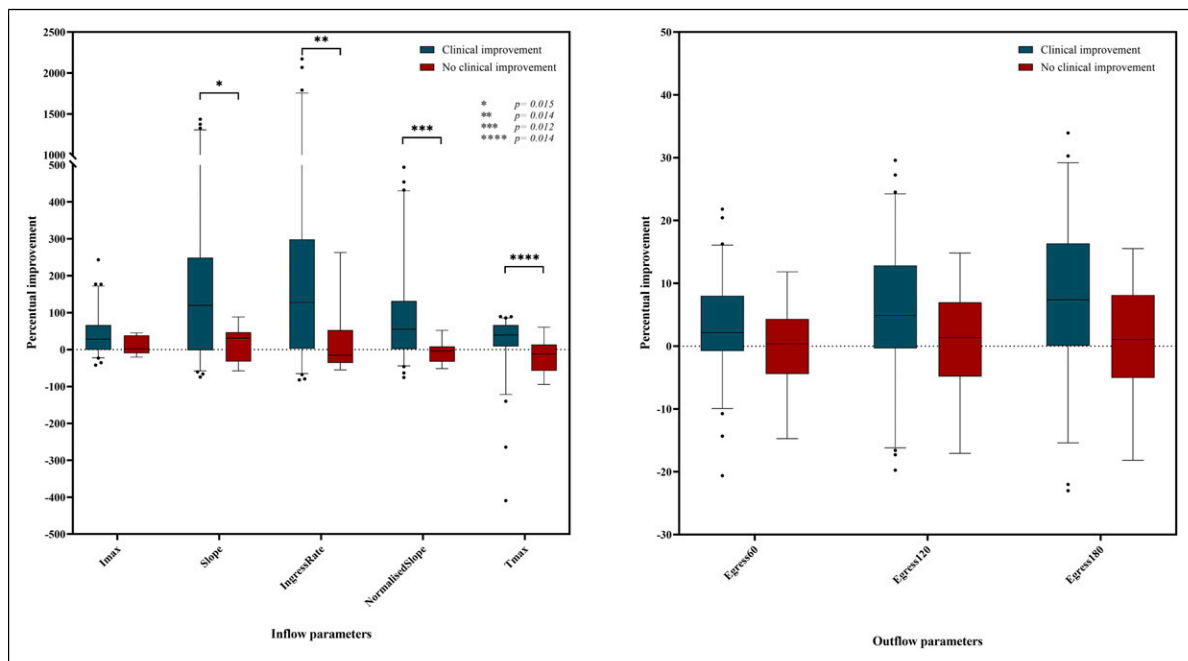 2500
2000
1500
1000
500
400
300
200
100
0
-100
-200
-300
-400
-500
Percentual improvement
Clinical improvement
No clinical improvement
* p= 0.015
** p= 0.014
*** p= 0.012
**** p= 0.014
*
**
***
****
Imax
Slope
IngressRate
NormalisedSlope
Tmax
Inflow parameters
50
40
30
20
10
0
-10
-20
-30
Percentual improvement
Clinical improvement
No clinical improvement
Egress60
Egress120
Egress180
Outflow parameters